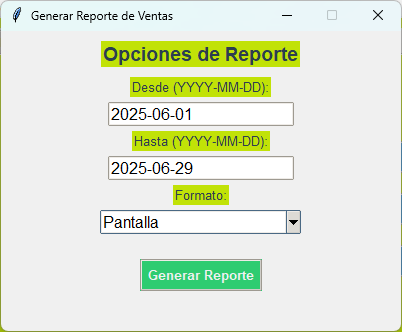 Generar Reporte de Ventas
Opciones de Reporte
Desde (YYYY-MM-DD):
2025-06-01
Hasta (YYYY-MM-DD):
2025-06-29
Formato:
Pantalla
Generar Reporte